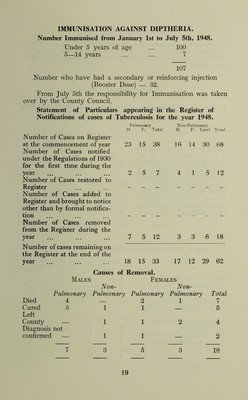 IMMUNISATION AGAINST DIPTHERIA.
Number Immunised from January 1st to July 5th, 1948.
Under 5 years of age ... 100
5—14 years ... ... 7
107
Number who have had a secondary or reinforcing injection
(Booster Dose) — 32.
From July 5th the responsibility for Immunisation was taken
over by the County Council.
Statement of Particulars appearing in the Register of
Notifications of cases of Tuberculosis for the year 1948.
Pulmonary Non-Pulmonary
M F. Total M. F. Total Total
Number of Cases on Register
at the commencement of year 23 15 38 16 14 30 68
Number of Cases notified
under the Regulations of 1930
for the first time during the
year ... ... ... 2 5 7 4 1 5 12
Number of Cases restored to
Register ... ... - - - - - - -
Number of Cases added to
Register and brought to notice
other than by formal notifica-
tion ... ... ... - - - - - - -
Number of Cases removed
from the Register during the
year ... ... ... 7 5 12 3 3 6 18
Number of cases remaining on
the Register at the end of the
year ... ... ... 18 15 33 17 12 29 62
Causes of Removal.
MALES FEMALES
Non- Non-
Pulmonary Pulmonary Pulmonary Pulmonary Total
Died 4 — 2 1 7
Cured 3 1 1 — 5
Left
County — 1 1 2 4
Diagnosis not
confirmed — 1 1 — 2
7 3 5 3 18
19